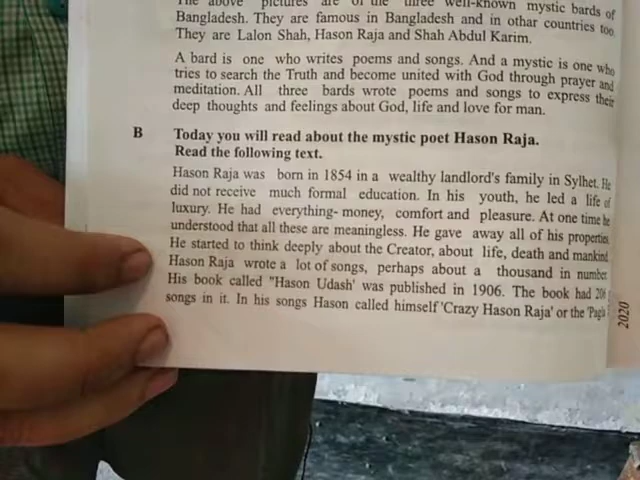 The above pictures are of the three well-known mystic bards of
Bangladesh. They are famous in Bangladesh and in othar countries too.
They are Lalon Shah, Hason Raja and Shah Abdul Karim.
A bard is one who writes poems and songs. And a mystic is one who
tries to search the Truth and become united with God through prayer and
meditation. All three bards wrote poems and songs to express their
deep thoughts and feelings about God, life and love for man.
B Today you will read about the mystic poet Hason Raja.
Read the following text.
Hason Raja was born in 1854 in a wealthy landlord's family in Sylhet. He
did not receive much formal education. In his youth, he led a life of
luxury. He had everything- money, comfort and pleasure. At one time he
understood that all these are meaningless. He gave away all of his properties.
He started to think deeply about the Creator, about life, death and mankind.
Hason Raja wrote a lot of songs, perhaps about a thousand in number.
His book called "Hason Udash' was published in 1906. The book had 206
songs in it. In his songs Hason called himself 'Crazy Hason Raja' or the 'Pagla
2020